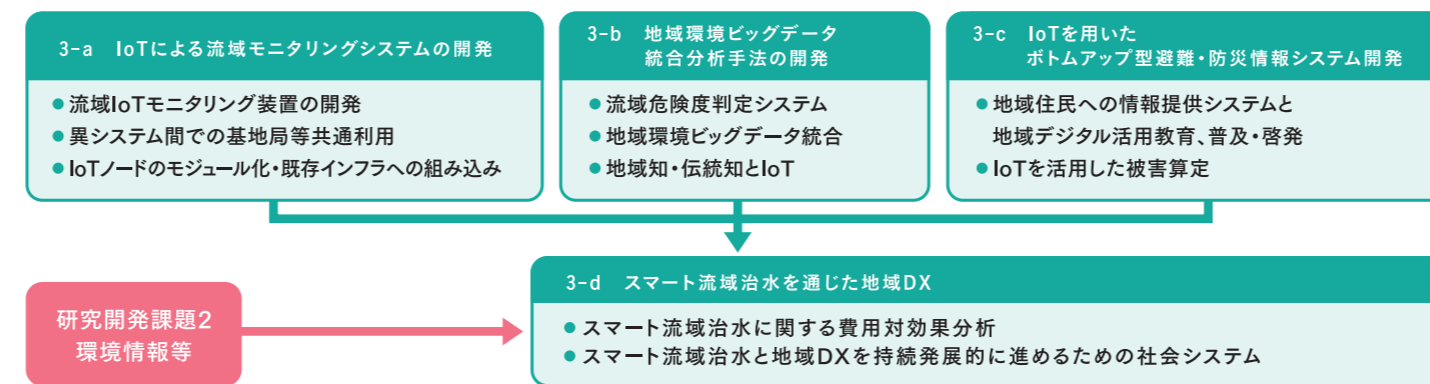 3-a　IoTによる流域モニタリングシステムの開発
● 流域IoTモニタリング装置の開発
● 異システム間での基地局等共通利用
● IoTノードのモジュール化・既存インフラへの組み込み
3-b　地域環境ビッグデータ
統合分析手法の開発
● 流域危険度判定システム
● 地域環境ビッグデータ統合
● 地域知・伝統知とIoT
3-c　IoTを用いた
ボトムアップ型避難・防災情報システム開発
● 地域住民への情報提供システムと
地域デジタル活用教育、普及・啓発
● IoTを活用した被害算定
研究開発課題2
環境情報等
3-d　スマート流域治水を通じた地域DX
● スマート流域治水に関する費用対効果分析
● スマート流域治水と地域DXを持続発展的に進めるための社会システム